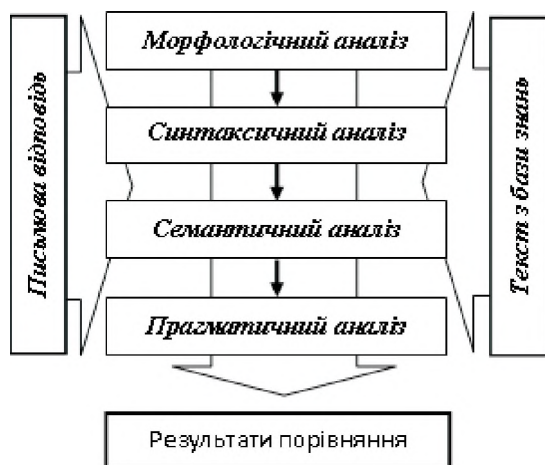 Морфологічний аналіз
Синтаксичний аналіз
Семантичний аналіз
Прагматичний аналіз
Письмова відповідь
Текст з бази знань
Результати порівняння